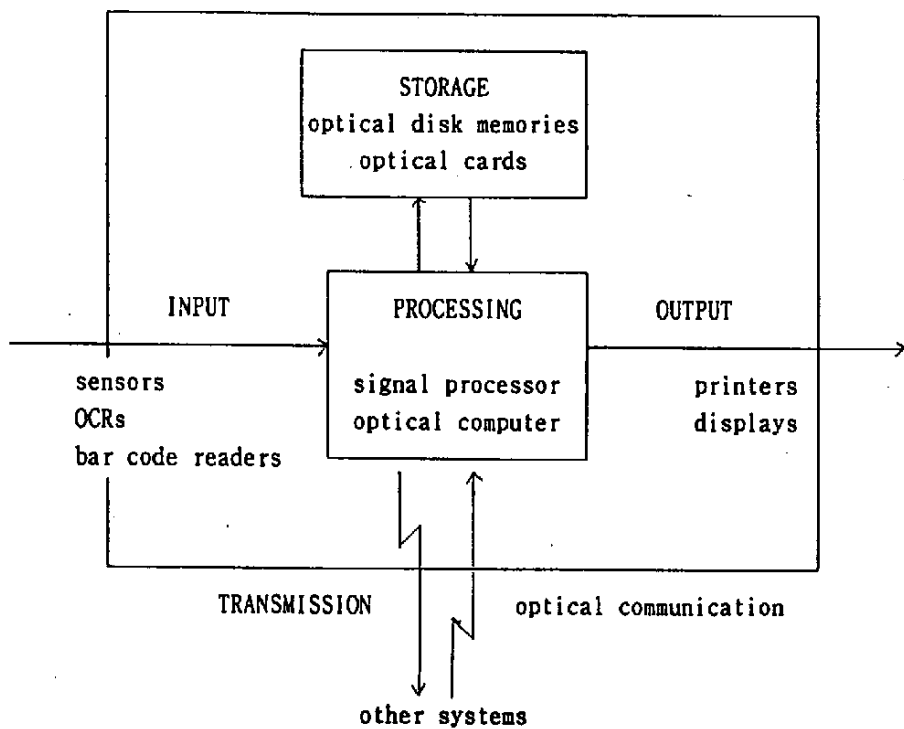 STORAGE
optical disk memories
optical cards
INPUT
PROCESSING
OUTPUT
sensors
OCRs
bar code readers
signal processor
optical computer
printers
displays
TRANSMISSION
optical communication
other systems